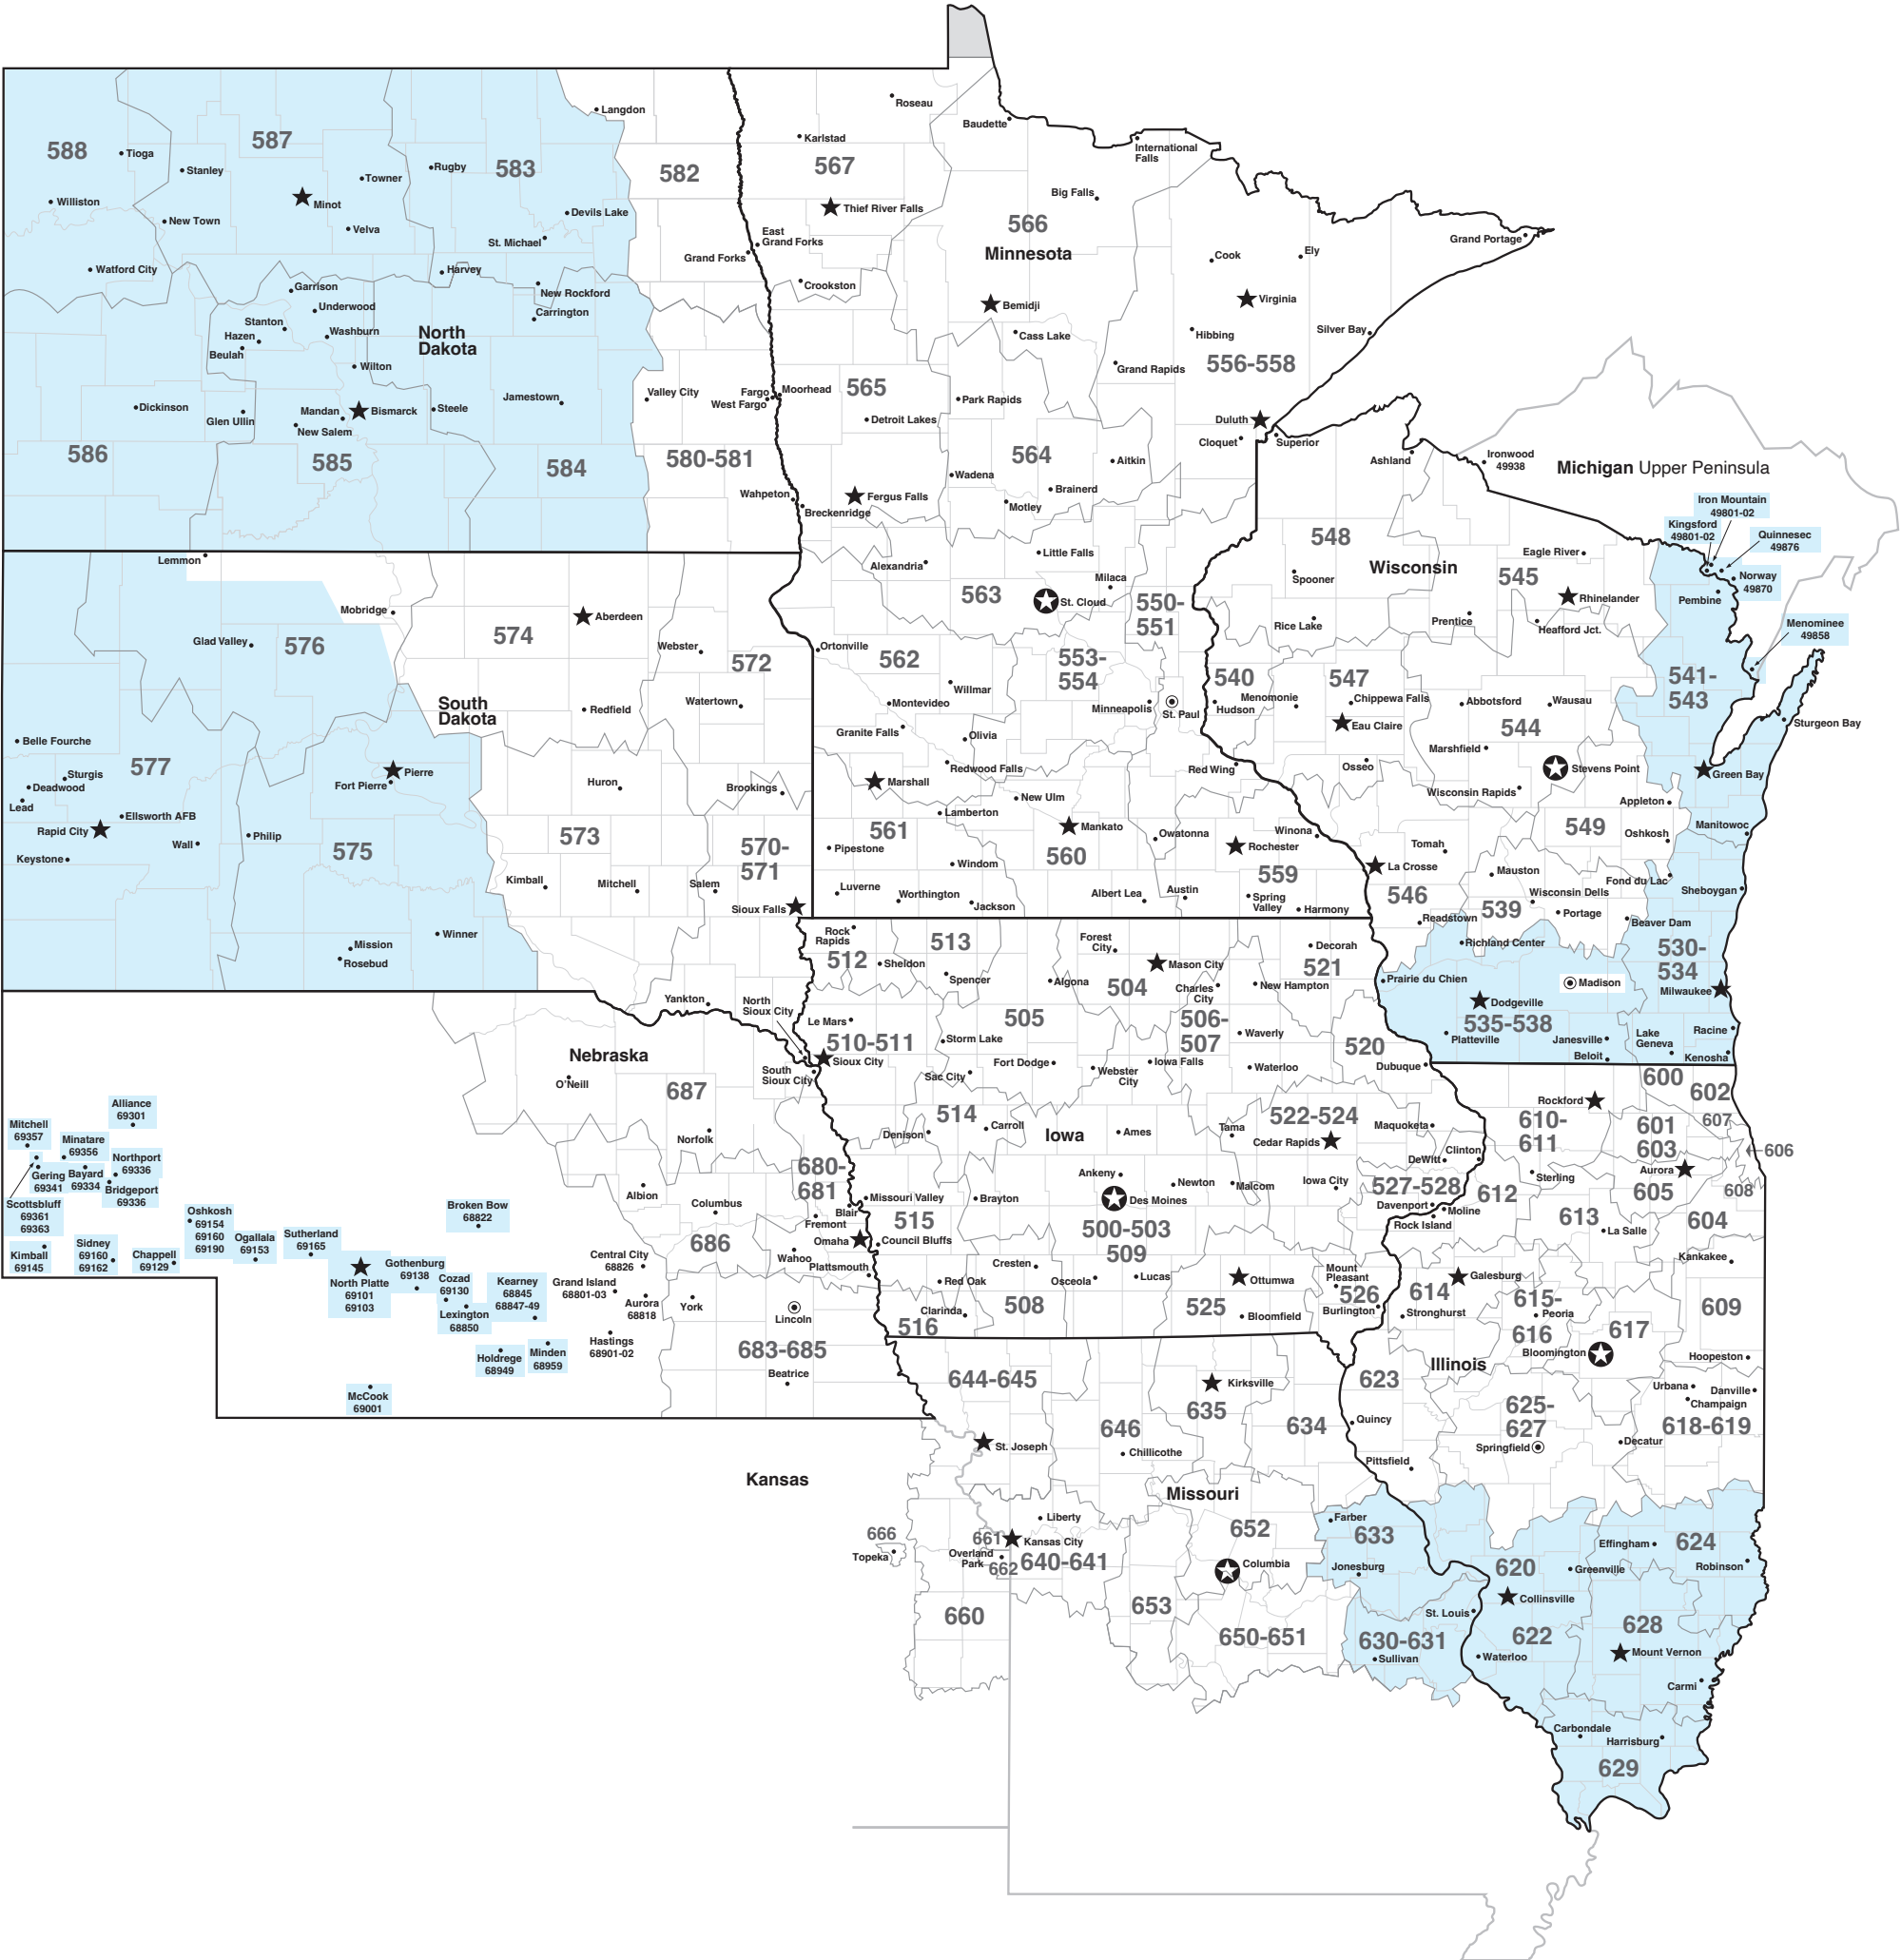 Langdon
Roseau
Baudette
Karlstad
International
Falls
588
587
583
582
567
Tioga
Stanley
Towner
Rugby
Minot
Williston
New Town
Velva
Devils Lake
St. Michael
Watford City
Harvey
Thief River Falls
Big Falls
566
Minnesota
East
Grand Forks
Grand Forks
Crookston
Cook
Ely
Grand Portage
Virginia
Bemidji
Cass Lake
Hibbing
Silver Bay
Grand Rapids
556-558
Garrison
Underwood
Stanton
Hazen
Washburn
Beulah
Wilton
New Rockford
Carrington
North
Dakota
Dickinson
Glen Ullin
Mandan
Bismarck
New Salem
Steele
Jamestown
Valley City
Fargo
West Fargo
Moorhead
565
Detroit Lakes
Park Rapids
586
585
584
580-581
Wahpeton
Breckenridge
Fergus Falls
Wadena
564
Aitkin
Brainerd
Motley
Duluth
Cloquet
Superior
Ashland
Ironwood
49938
Michigan Upper Peninsula
Iron Mountain
49801-02
Kingsford
49801-02
Quinnesec
49876
Norway
49870
Pembine
Menominee
49858
Lemmon
Mobridge
Glad Valley
576
574
Aberdeen
Webster
572
Watertown
Redfield
South
Dakota
Belle Fourche
577
Sturgis
Deadwood
Lead
Ellsworth AFB
Rapid City
Wall
Keystone
Philip
Pierre
Fort Pierre
575
Huron
Brookings
573
570-
571
Kimball
Mitchell
Salem
Sioux Falls
Winner
Mission
Rosebud
Yankton
North
Sioux City
Little Falls
Alexandria
Milaca
563
St. Cloud
550-
551
Ortonville
562
553-
554
Willmar
Montevideo
Minneapolis
St. Paul
Granite Falls
Olivia
Redwood Falls
Marshall
New Ulm
Lamberton
Mankato
Red Wing
561
Pipestone
560
Owatonna
Rochester
Winona
559
Windom
Luverne
Worthington
Jackson
Albert Lea
Austin
Spring
Valley
Harmony
548
Wisconsin
Eagle River
545
Rhinelander
Spooner
Rice Lake
Prentice
Heafford Jct.
540
Hudson
547
Menomonie
Chippewa Falls
Eau Claire
Osseo
Abbotsford
Wausau
544
Marshfield
Stevens Point
Wisconsin Rapids
541-
543
Sturgeon Bay
Green Bay
Appleton
549
Oshkosh
Manitowoc
Tomah
La Crosse
Mauston
Fond du Lac
Sheboygan
546
539
Wisconsin Dells
Portage
Readstown
Beaver Dam
Richland Center
530-
534
Prairie du Chien
Madison
Milwaukee
Dodgeville
535-538
Platteville
Janesville
Beloit
Lake
Geneva
Racine
Kenosha
Rock
Rapids
512
513
Sheldon
Spencer
Forest
City
Mason City
Decorah
521
Algona
504
Charles
City
New Hampton
Le Mars
505
506-
507
Waverly
510-511
Sioux City
Storm Lake
Fort Dodge
Webster
City
Iowa Falls
Waterloo
520
Dubuque
Sac City
South
Sioux City
514
Denison
Carroll
Iowa
Ames
Tama
522-524
Cedar Rapids
Maquoketa
DeWitt
Clinton
Ankeny
Newton
Malcom
Iowa City
527-528
Davenport
Rock Island
Moline
Missouri Valley
Brayton
Des Moines
515
500-503
509
Council Bluffs
Red Oak
Creston
Osceola
Lucas
Ottumwa
Mount
Pleasant
526
Burlington
Clarinda
508
525
Bloomfield
516
Nebraska
O'Neill
687
Norfolk
680-
681
Albion
Columbus
Blair
Fremont
Omaha
686
Wahoo
Plattsmouth
York
Lincoln
683-685
Beatrice
Alliance
69301
Mitchell
69357
Minatare
69356
Northport
69336
Gering
69341
Bayard
69334
Bridgeport
69336
Scottsbluff
69361
69363
Kimball
69145
Sidney
69160
69162
Chappell
69129
Oshkosh
69154
69160
69190
Ogallala
69153
Sutherland
69165
Broken Bow
68822
North Platte
69101
69103
Gothenburg
69138
Cozad
69130
Lexington
68850
Kearney
68845
68847-49
Central City
68826
Grand Island
68801-03
Aurora
68818
Hastings
68901-02
Holdrege
68949
Minden
68959
McCook
69001
600
602
Rockford
610-
611
601
603
607
606
Aurora
605
608
Sterling
612
613
La Salle
604
Kankakee
614
Galesburg
Stronghurst
615-
616
Peoria
617
Bloomington
609
Hoopeston
Illinois
623
Urbana
Champaign
Danville
618-619
625-
627
Springfield
Decatur
Quincy
Pittsfield
644-645
Kirksville
635
634
646
St. Joseph
Chillicothe
Kansas
Missouri
Liberty
652
666
Topeka
661
Kansas City
Overland
Park
662
640-641
Columbia
660
653
650-651
Farber
633
Jonesburg
St. Louis
630-631
Sullivan
620
Greenville
Effingham
624
Robinson
Collinsville
622
628
Waterloo
Mount Vernon
Carmi
Carbondale
Harrisburg
629